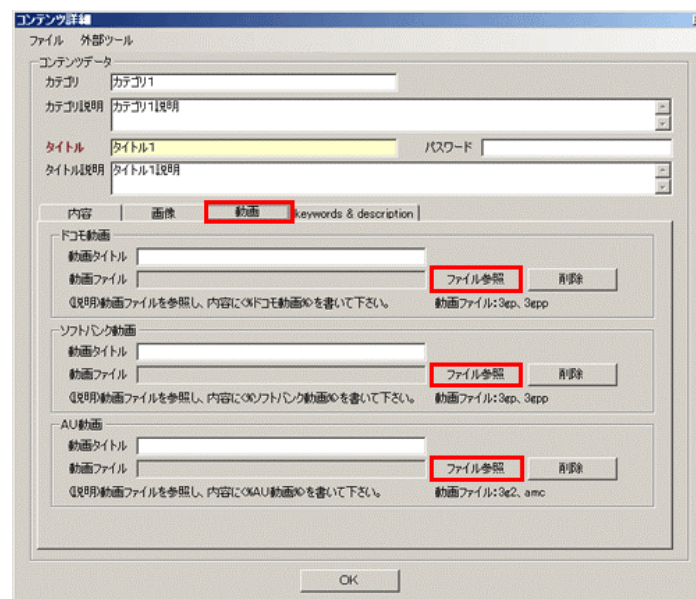 コンテンツ詳細
ファイル 外部ツール
コンテンツデータ
カテゴリ カテゴリ1
カテゴリ説明 カテゴリ1説明
タイトル タイトル1 パスワード
タイトル説明 タイトル1説明
内容 画像 動画 keywords & description
ドコモ動画
動画タイトル
動画ファイル ファイル参照 削除
(説明)動画ファイルを参照し、内容に<%ドコモ動画%>を書いて下さい。 動画ファイル:3gp、3gpp
ソフトバンク動画
動画タイトル
動画ファイル ファイル参照 削除
(説明)動画ファイルを参照し、内容に<%ソフトバンク動画%>を書いて下さい。 動画ファイル:3gp、3gpp
AU動画
動画タイトル
動画ファイル ファイル参照 削除
(説明)動画ファイルを参照し、内容に<%AU動画%>を書いて下さい。 動画ファイル:3g2、amc
OK